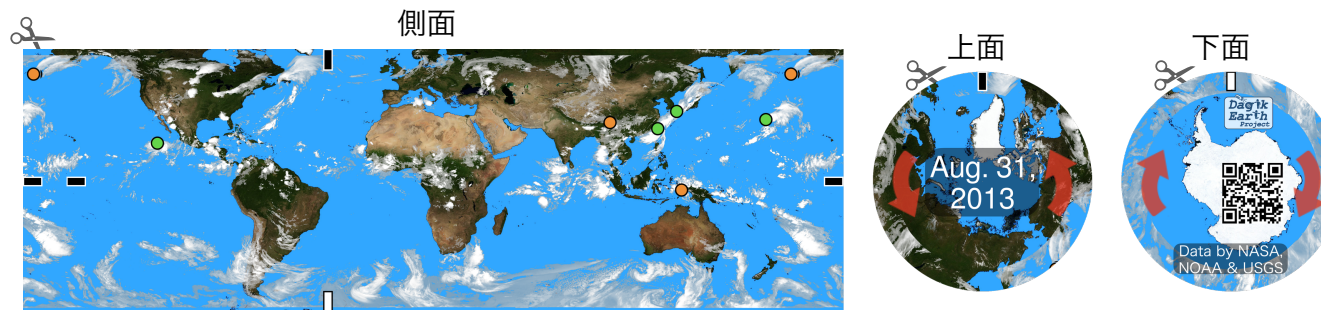 側面
上面
下面
Aug. 31,
2013
Dagik
Earth
Project
Data by NASA,
NOAA & USGS